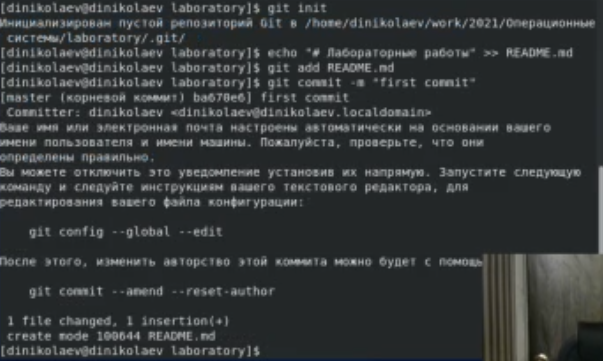 [dinikolaev@dinikolaev laboratory]$ git init
Инициализирован пустой репозиторий Git в /home/dinikolaev/work/2021/Операционные
системы/laboratory/.git/
[dinikolaev@dinikolaev laboratory]$ echo "# Лабораторные работы" >> README.md
[dinikolaev@dinikolaev laboratory]$ git add README.md
[dinikolaev@dinikolaev laboratory]$ git commit -m "first commit"
[master (корневой коммит) ba678e6] first commit
Committer: dinikolaev <dinikolaev@dinikolaev.localdomain>
Ваше имя или электронная почта настроены автоматически на основании вашего
имени пользователя и имени машины. Пожалуйста, проверьте, что они
определены правильно.
Вы можете отключить это уведомление установив их напрямую. Запустите следующую
команду и следуйте инструкциям вашего текстового редактора, для
редактирования вашего файла конфигурации:
git config --global --edit
После этого, изменить авторство этой коммита можно будет с помощь
git commit --amend --reset-author
1 file changed, 1 insertion(+)
create mode 100644 README.md
[dinikolaev@dinikolaev laboratory]$